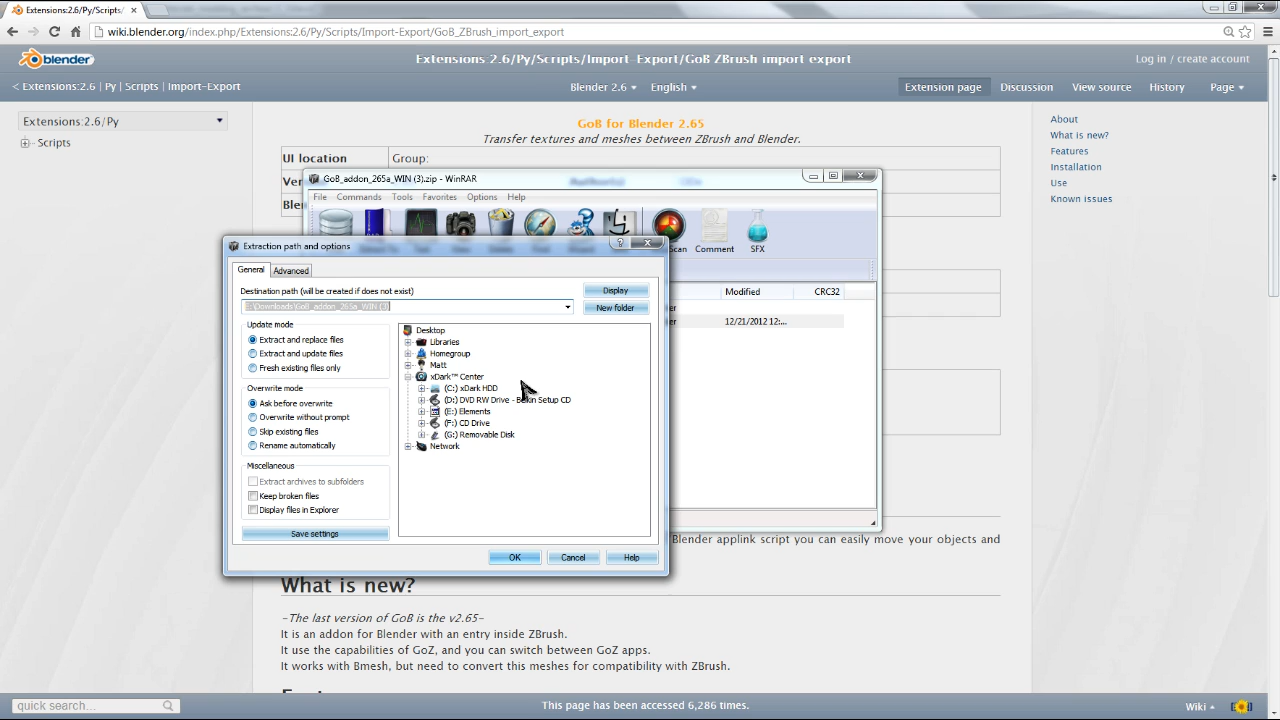 Extensions:2.6/Py/Scripts/
wiki.blender.org/index.php/Extensions:2.6/Py/Scripts/Import-Export/GoB_ZBrush_import_export
blender
Extensions:2.6/Py/Scripts/Import-Export/GoB ZBrush import export
Log in / create account
< Extensions:2.6 | Py | Scripts | Import-Export
Blender 2.6
English
Extension page
Discussion
View source
History
Page
Extensions:2.6/Py
Scripts
GoB for Blender 2.65
Transfer textures and meshes between ZBrush and Blender.
UI location
Group:
About
What is new?
Features
Installation
Use
Known issues
GoB_addon_265a_WIN (3).zip - WinRAR
File Commands Tools Favorites Options Help
Scan
Comment
SFX
Modified
CRC32
12/21/2012 12:...
Extraction path and options
General
Advanced
Destination path (will be created if does not exist)
Display
New folder
Update mode
Extract and replace files
Extract and update files
Fresh existing files only
Overwrite mode
Ask before overwrite
Overwrite without prompt
Skip existing files
Rename automatically
Miscellaneous
Extract archives to subfolders
Keep broken files
Display files in Explorer
Save settings
Desktop
Libraries
Homegroup
Matt
xDark™ Center
(C:) xDark HDD
(D:) DVD RW Drive - Belkin Setup CD
(E:) Elements
(F:) CD Drive
(G:) Removable Disk
Network
OK
Cancel
Help
Blender applink script you can easily move your objects and
What is new?
-The last version of GoB is the v2.65-
It is an addon for Blender with an entry inside ZBrush.
It use the capabilities of GoZ, and you can switch between GoZ apps.
It works with Bmesh, but need to convert this meshes for compatibility with ZBrush.
quick search...
This page has been accessed 6,286 times.
Wiki